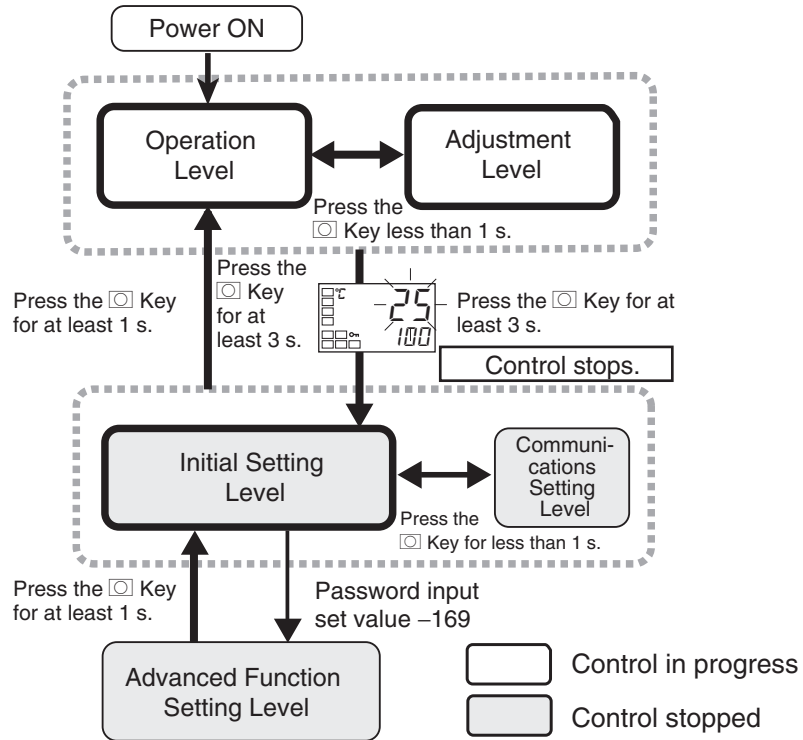 Power ON
Operation
Level
Adjustment
Level
Press the
Key less than 1 s.
Press the Key
for at least 1 s.
Press the
Key
for at
least 3 s.
°C
25
100
Press the Key for at
least 3 s.
Control stops.
Initial Setting
Level
Communi-
cations
Setting
Level
Press the
Key for less than 1 s.
Press the Key
for at least 1 s.
Password input
set value –169
Advanced Function
Setting Level
Control in progress
Control stopped